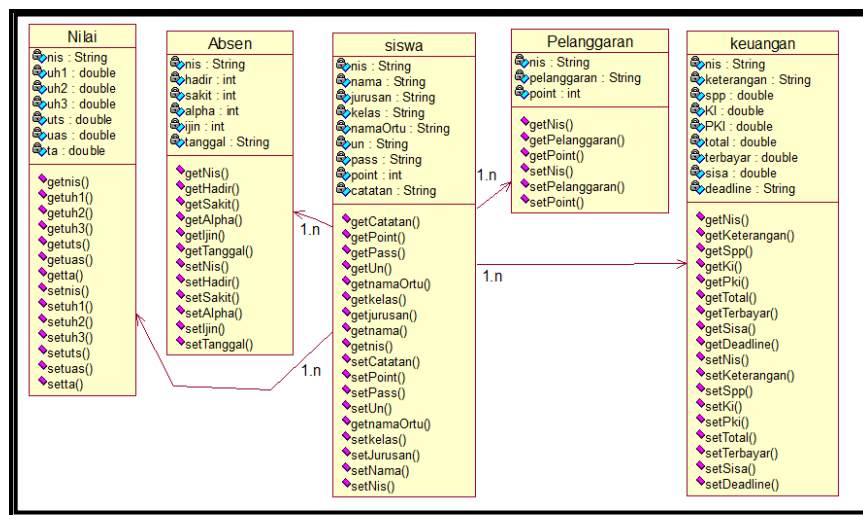 Nilai
nis : String
uh1 : double
uh2 : double
uh3 : double
uts : double
uas : double
ta : double
getnis()
getuh1()
getuh2()
getuh3()
getuts()
getuas()
getta()
setnis()
setuh1()
setuh2()
setuh3()
setuts()
setuas()
setta()
Absen
nis : String
hadir : int
sakit : int
alpha : int
ijin : int
tanggal : String
getNis()
getHadir()
getSakit()
getAlpha()
getIjin()
getTanggal()
setNis()
setHadir()
setSakit()
setAlpha()
setIjin()
setTanggal()
1..n
1..n
siswa
nis : String
nama : String
jurusan : String
kelas : String
namaOrtu : String
un : String
pass : String
point : int
catatan : String
getCatatan()
getPoint()
getPass()
getUn()
getnamaOrtu()
getkelas()
getjurusan()
getnama()
getnis()
setCatatan()
setPoint()
setPass()
setUn()
getnamaOrtu()
setkelas()
setJurusan()
setNama()
setNis()
1..n
1..n
Pelanggaran
nis : String
pelanggaran : String
point : int
getNis()
getPelanggaran()
getPoint()
setNis()
setPelanggaran()
setPoint()
keuangan
nis : String
keterangan : String
spp : double
KI : double
PKI : double
total : double
terbayar : double
sisa : double
deadline : String
getNis()
getKeterangan()
getSpp()
getKi()
getPki()
getTotal()
getTerbayar()
getSisa()
getDeadline()
setNis()
setKeterangan()
setSpp()
setKi()
setPki()
setTotal()
setTerbayar()
setSisa()
setDeadline()